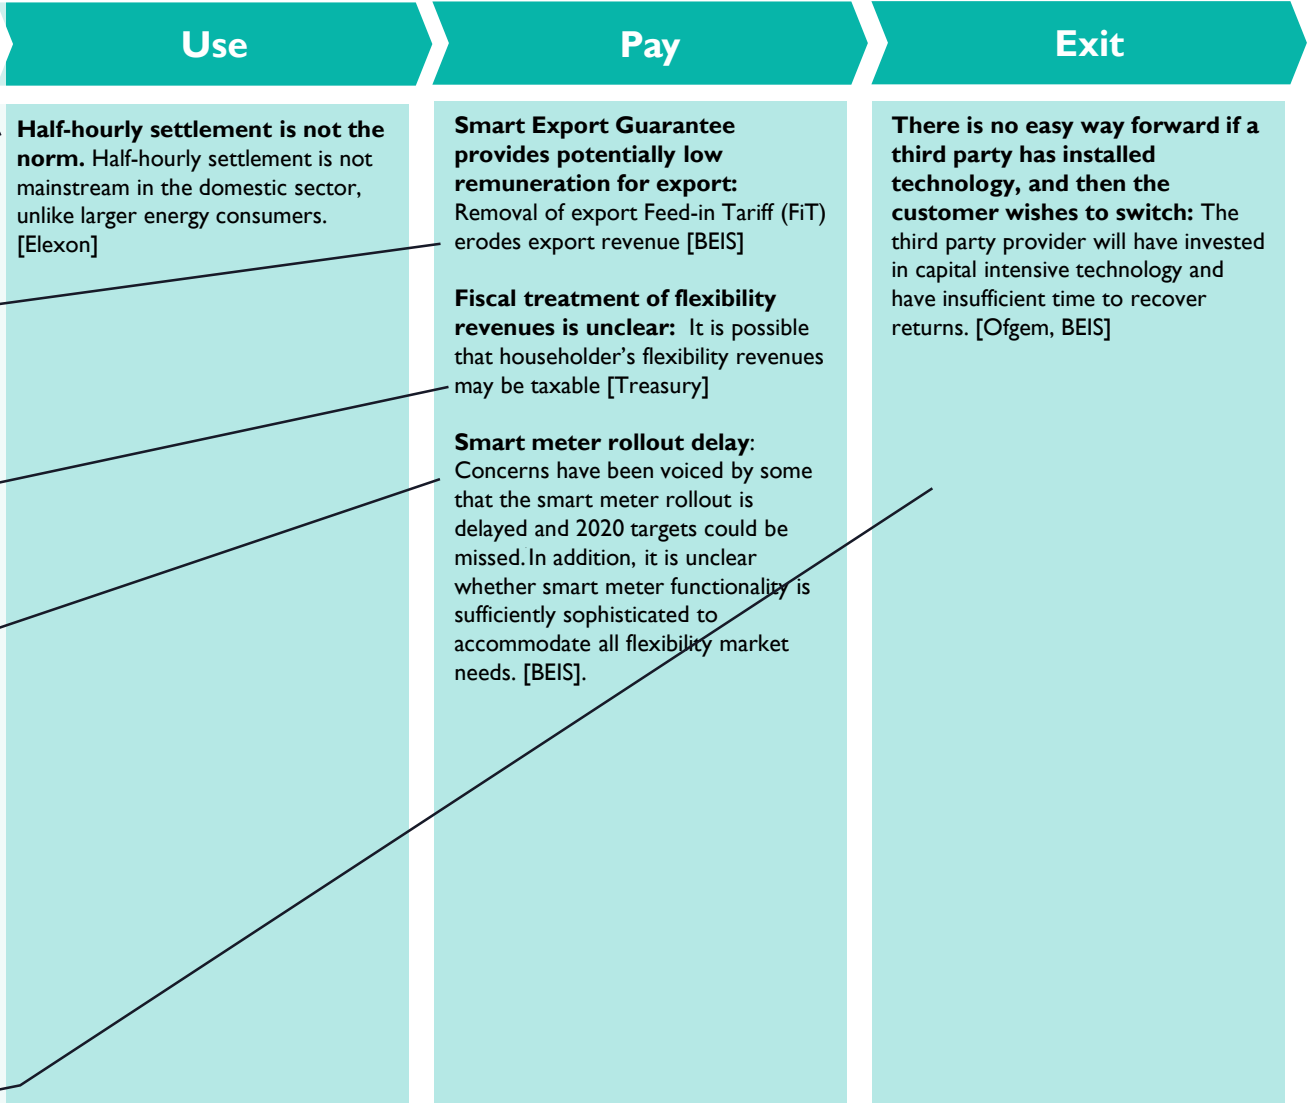 Use
Pay
Exit
Half-hourly settlement is not the
norm. Half-hourly settlement is not
mainstream in the domestic sector,
unlike larger energy consumers.
[Elexon]
Smart Export Guarantee
provides potentially low
remuneration for export:
Removal of export Feed-in Tariff (FiT)
erodes export revenue [BEIS]
Fiscal treatment of flexibility
revenues is unclear: It is possible
that householder’s flexibility revenues
may be taxable [Treasury]
Smart meter rollout delay:
Concerns have been voiced by some
that the smart meter rollout is
delayed and 2020 targets could be
missed. In addition, it is unclear
whether smart meter functionality is
sufficiently sophisticated to
accommodate all flexibility market
needs. [BEIS].
There is no easy way forward if a
third party has installed
technology, and then the
customer wishes to switch: The
third party provider will have invested
in capital intensive technology and
have insufficient time to recover
returns. [Ofgem, BEIS]